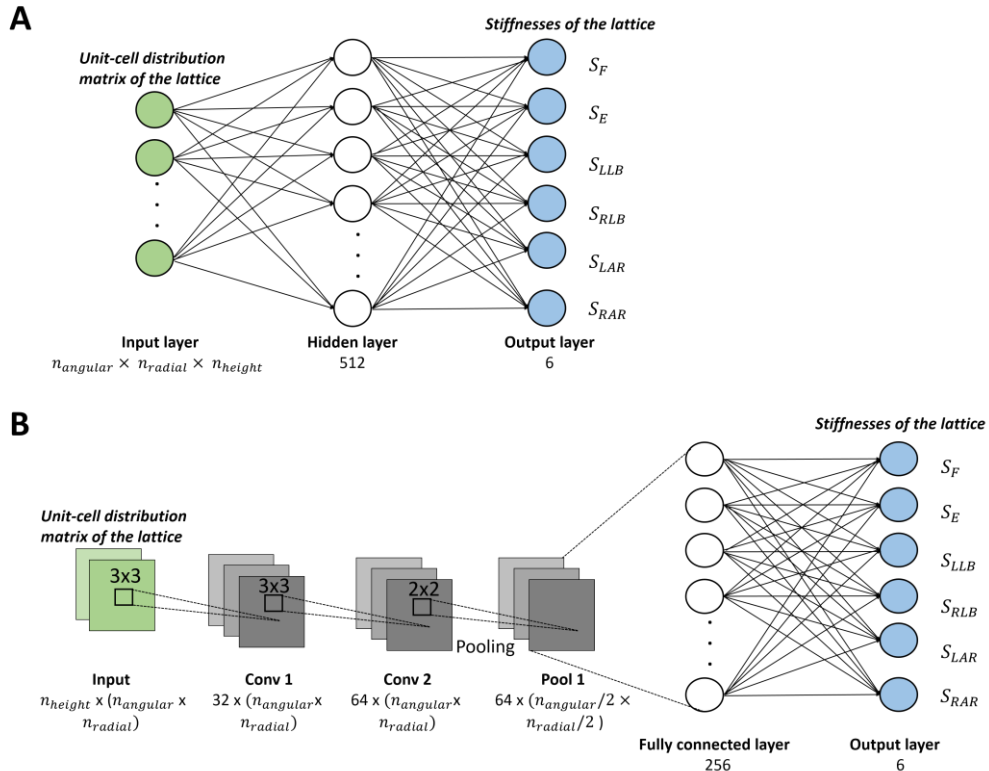 A
Unit-cell distribution
matrix of the lattice
Stiffnesses of the lattice
S_F
S_E
S_LLB
S_RLB
S_LAR
S_RAR
Input layer
n_angular × n_radial × n_height
Hidden layer
512
Output layer
6
B
Stiffnesses of the lattice
Unit-cell distribution
matrix of the lattice
3x3
3x3
2x2
Pooling
Input
n_height x (n_angular x
n_radial)
Conv 1
32 x (n_angular x
n_radial)
Conv 2
64 x (n_angular x
n_radial)
Pool 1
64 x (n_angular/2 ×
n_radial/2 )
S_F
S_E
S_LLB
S_RLB
S_LAR
S_RAR
Fully connected layer
256
Output layer
6